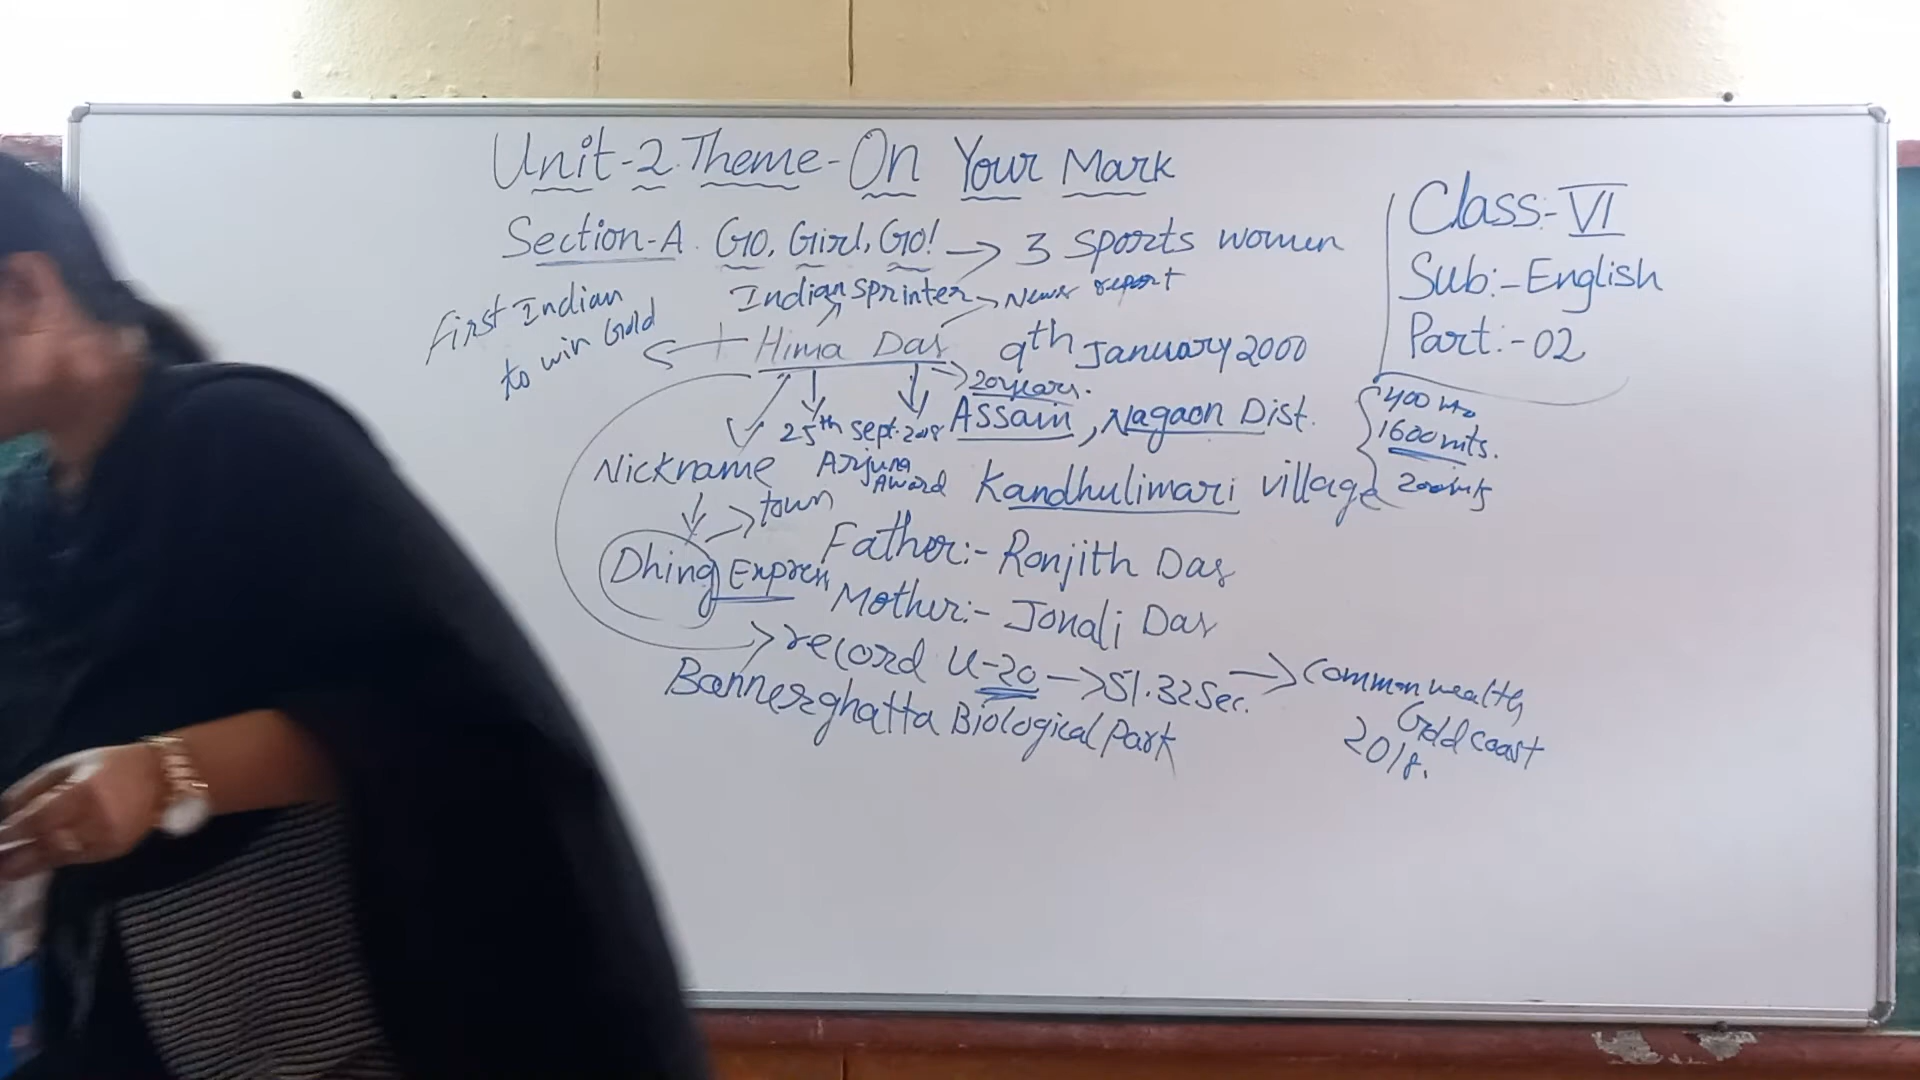 Unit-2. Theme-On Your Mark
Section-A. GO, Girl, GO! → 3 Sports women
Class:- VI
Sub:- English
Part:- 02
First Indian to win Gold
Indian Sprinter → News report
Hima Das
9th January 2000
20 years.
25th Sept. 2018
Arjuna Award
Assam, Nagaon Dist.
400 mts
1600 mts.
200 mts
Nickname
Kandhulimari village
town
Dhing Express
Father:- Ronjith Das
Mother:- Jonali Das
record U-20 → 51.32 Sec. → Commonwealth
Gold Coast
2018.
Bannerghatta Biological Park